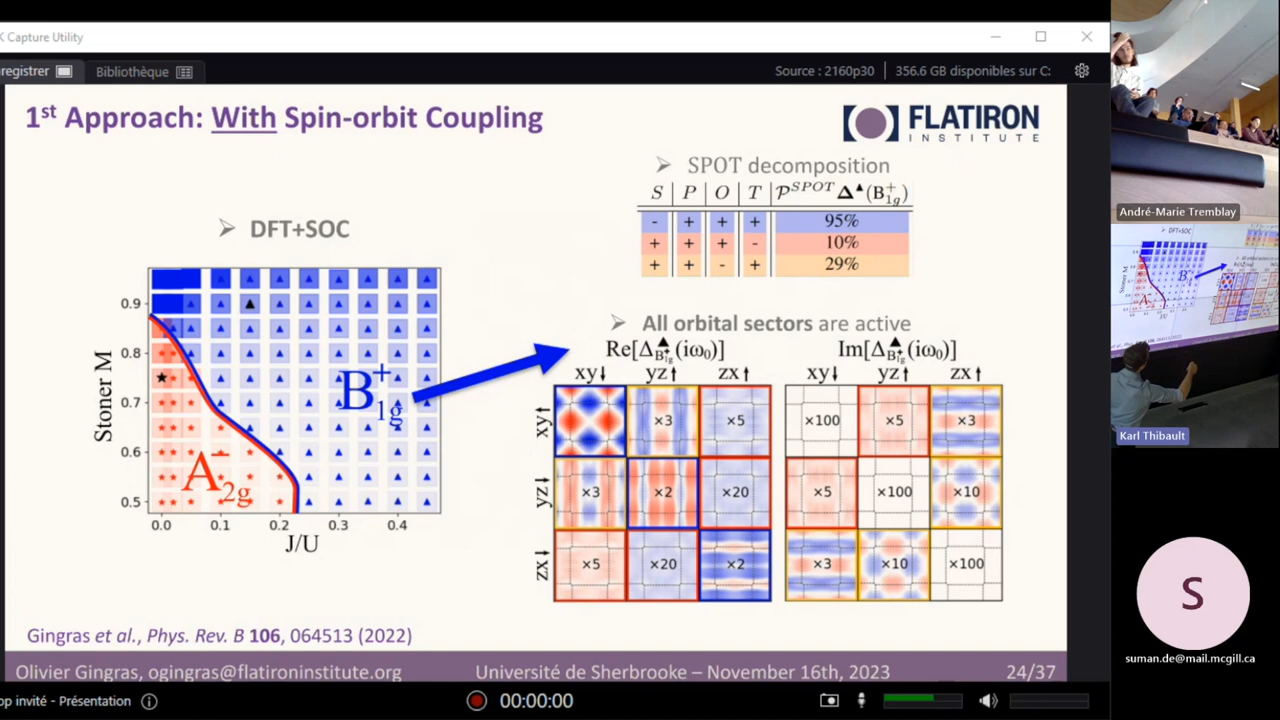 Capture Utility
registrer
Bibliothèque
Source : 2160p30
356.6 GB disponibles sur C:
1st Approach: With Spin-orbit Coupling
FLATIRON
INSTITUTE
➢ SPOT decomposition
S P O T 𝒫^SPOT Δ▲(B⁺₁g)
- + + + 95%
+ + + - 10%
+ + - + 29%
➢ DFT+SOC
Stoner M
0.9
0.8
0.7
0.6
0.5
0.0 0.1 0.2 0.3 0.4
J/U
B⁺₁g
A⁻₂g
➢ All orbital sectors are active
Re[Δ▲B⁺₁g(iω₀)] Im[Δ▲B⁺₁g(iω₀)]
xy↓ yz↑ zx↑ xy↓ yz↑ zx↑
xy↑ ×3 ×5 ×100 ×5 ×3
yz↓ ×3 ×2 ×20 ×5 ×100 ×10
zx↓ ×5 ×20 ×2 ×3 ×10 ×100
Gingras et al., Phys. Rev. B 106, 064513 (2022)
Olivier Gingras, ogingras@flatironinstitute.org Université de Sherbrooke – November 16th, 2023 24/37
op invité - Présentation
00:00:00
André-Marie Tremblay
Karl Thibault
S
suman.de@mail.mcgill.ca